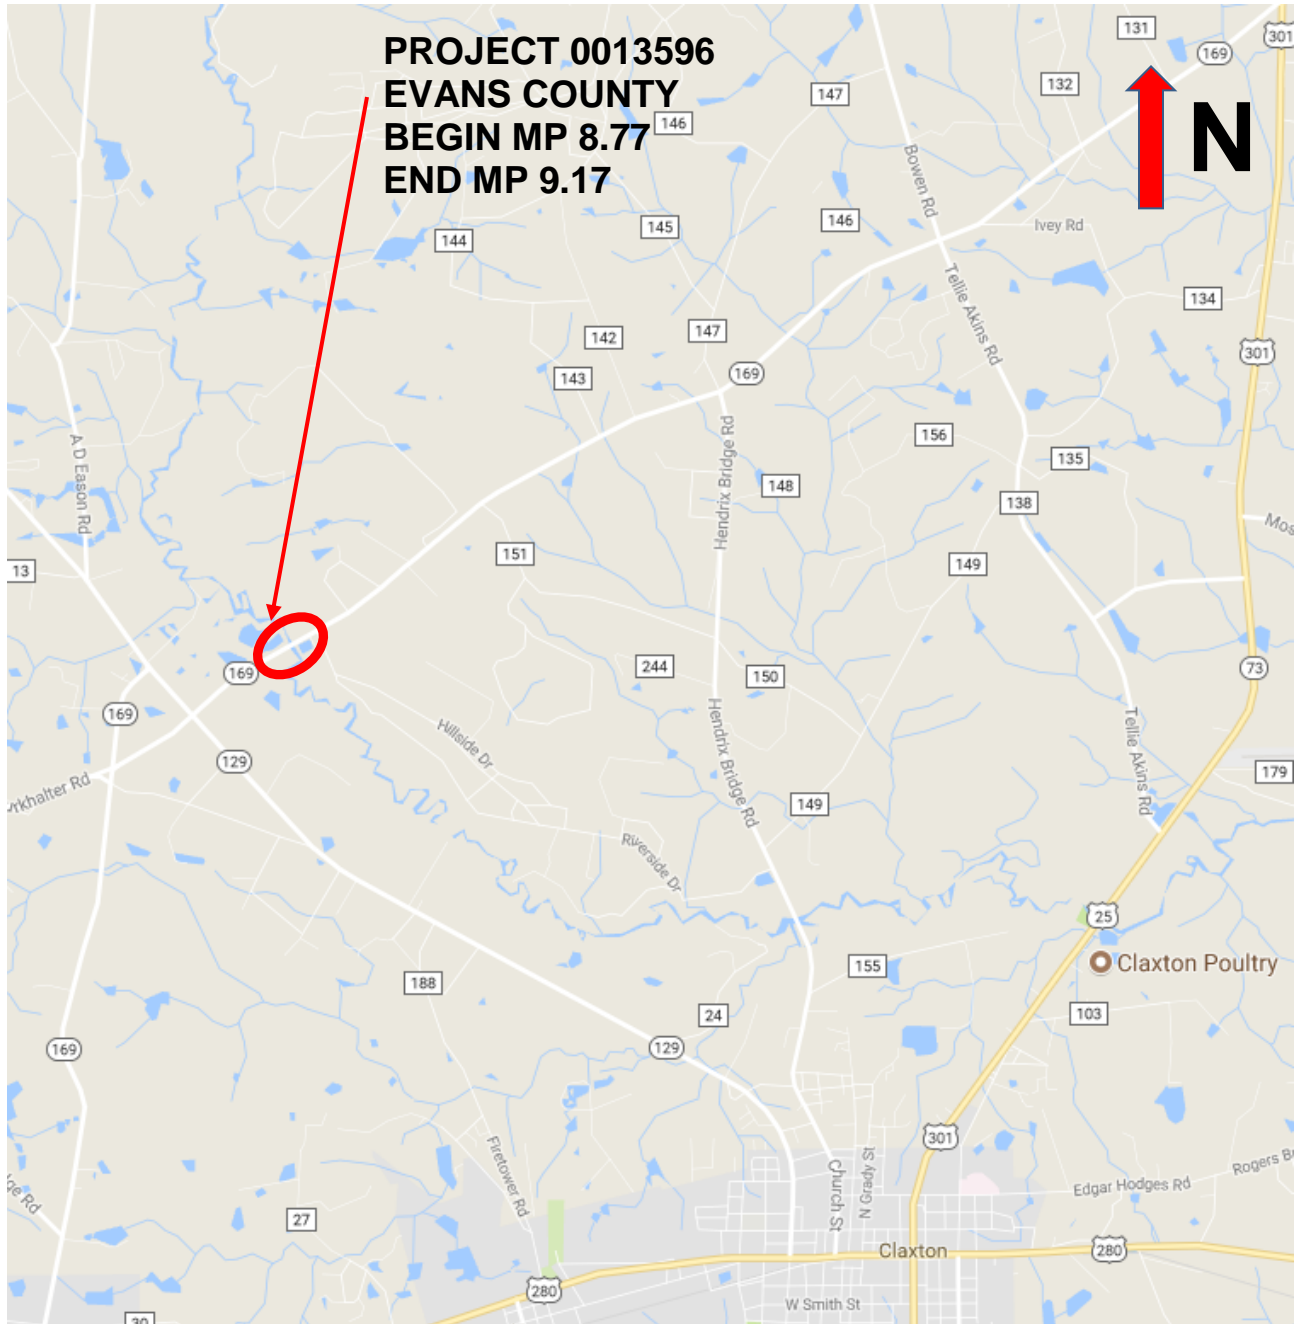 PROJECT 0013596
EVANS COUNTY
BEGIN MP 8.77
END MP 9.17
N
131
301
169
132
147
146
Bowen Rd
146
145
Ivey Rd
144
Tellie Akins Rd
134
142
147
301
143
169
A D Eason Rd
Hendrix Bridge Rd
156
135
148
138
Mos
151
149
13
169
244
150
73
169
Hillside Dr
Hendrix Bridge Rd
Tellie Akins Rd
129
179
rkhalter Rd
149
Riverside Dr
25
155
Claxton Poultry
188
24
103
169
129
301
Firetower Rd
Church St
N Grady St
Rogers B
Edgar Hodges Rd
ge Rd
27
Claxton
280
280
W Smith St
30